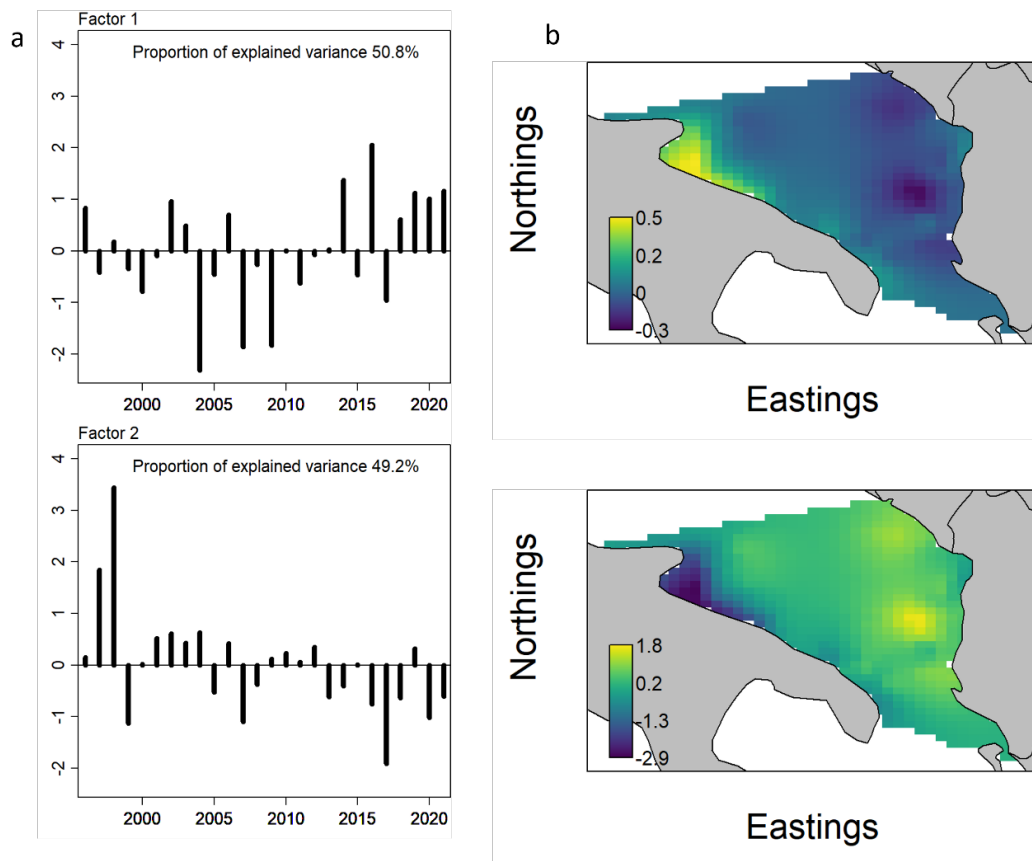 a
Factor 1
Proportion of explained variance 50.8%
4
3
2
1
0
-1
-2
2000 2005 2010 2015 2020
Factor 2
Proportion of explained variance 49.2%
4
3
2
1
0
-1
-2
2000 2005 2010 2015 2020
b
Northings
0.5
0.2
0
-0.3
Eastings
Northings
1.8
0.2
-1.3
-2.9
Eastings